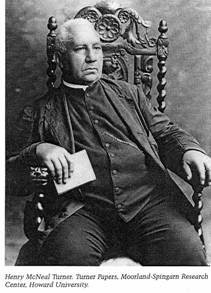 Henry McNeal Turner. Turner Papers, Moorland-Spingarn Research
Center, Howard University.